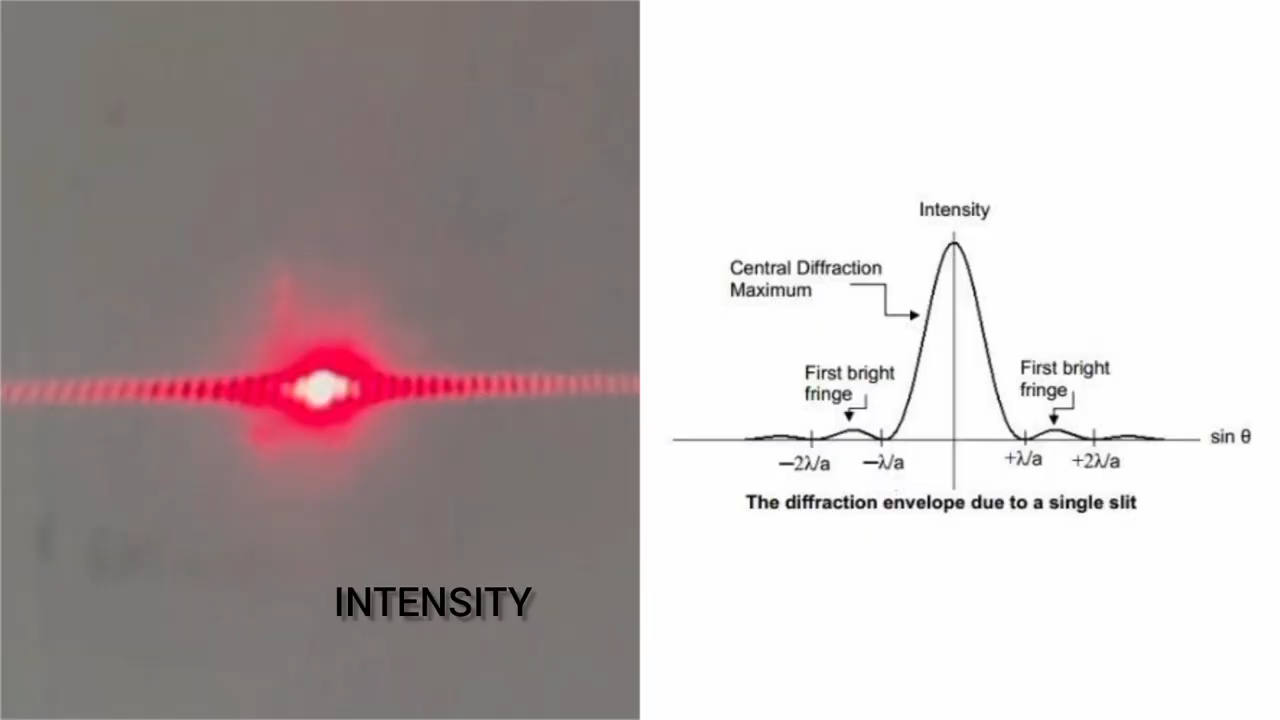 INTENSITY
Intensity
Central Diffraction
Maximum
First bright
fringe
First bright
fringe
sin θ
−2λ/a
−λ/a
+λ/a
+2λ/a
The diffraction envelope due to a single slit